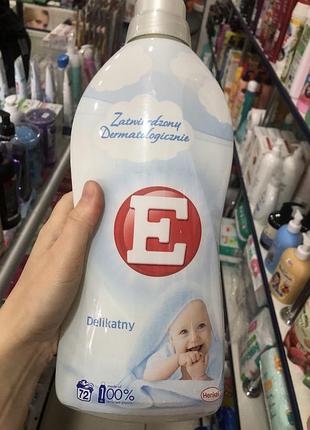 Zatwierdzony
Dermatologicznie
E
Delikatny
72
100%
Henkel